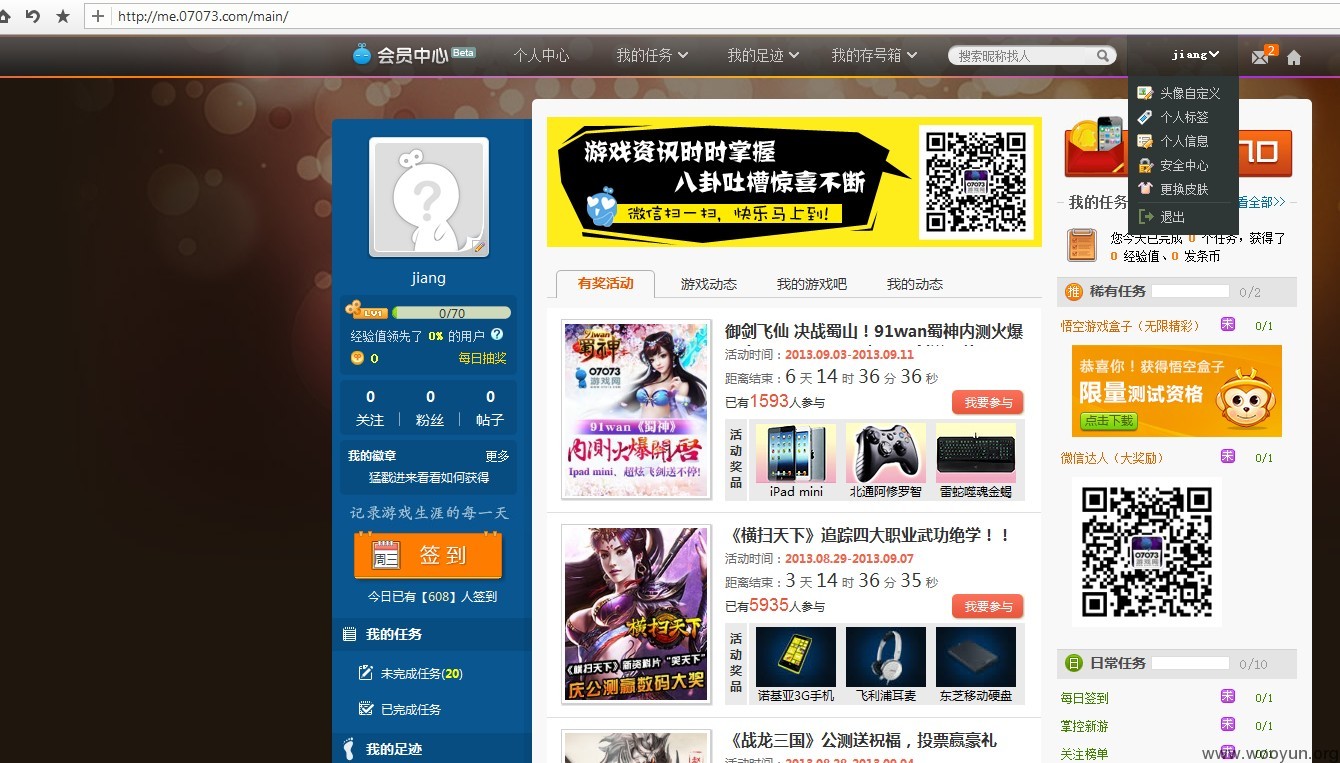 http://me.07073.com/main/
会员中心 Beta 个人中心 我的任务 我的足迹 我的存号箱 搜索昵称找人 jiang 2
头像自定义
个人标签
个人信息
安全中心
更换皮肤
退出
jiang
LV1 0/70
经验值领先了 0% 的用户 ?
0 每日抽奖
0 0 0
关注 粉丝 帖子
我的徽章 更多
猛戳进来看看如何获得
记录游戏生涯的每一天
周三 签到
今日已有【608】人签到
我的任务
未完成任务(20)
已完成任务
我的足迹
游戏资讯时时掌握
八卦吐槽惊喜不断
微信扫一扫，快乐马上到!
07073
有奖活动 游戏动态 我的游戏吧 我的动态
91wan
蜀神
07073
游戏网
91wan《蜀神》
内测火爆開啓
Ipad mini、超炫飞剑送不停!
御剑飞仙 决战蜀山！91wan蜀神内测火爆
活动时间：2013.09.03-2013.09.11
距离结束：6 天 14 时 36 分 36 秒
已有1593人参与 我要参与
活动奖品
iPad mini 北通阿修罗智 雷蛇噬魂金蝎
横扫天下
《横扫天下》新资料片“哭天下”
庆公测赢数码大奖
《横扫天下》追踪四大职业武功绝学！！
活动时间：2013.08.29-2013.09.07
距离结束：3 天 14 时 36 分 35 秒
已有5935人参与 我要参与
活动奖品
诺基亚3G手机 飞利浦耳麦 东芝移动硬盘
《战龙三国》公测送祝福，投票赢豪礼
活动时间：2013.08.28-2013.09.04
我的任务 看全部>>
您今天已完成 0 个任务，获得了
0 经验值、0 发条币
推 稀有任务 0/2
悟空游戏盒子（无限精彩） 未 0/1
恭喜你！获得悟空盒子
限量测试资格
点击下载
微信达人（大奖励） 未 0/1
07073
日 日常任务 0/10
每日签到 未 0/1
掌控新游 未 0/1
关注榜单 未 0/1
www.wooyun.org